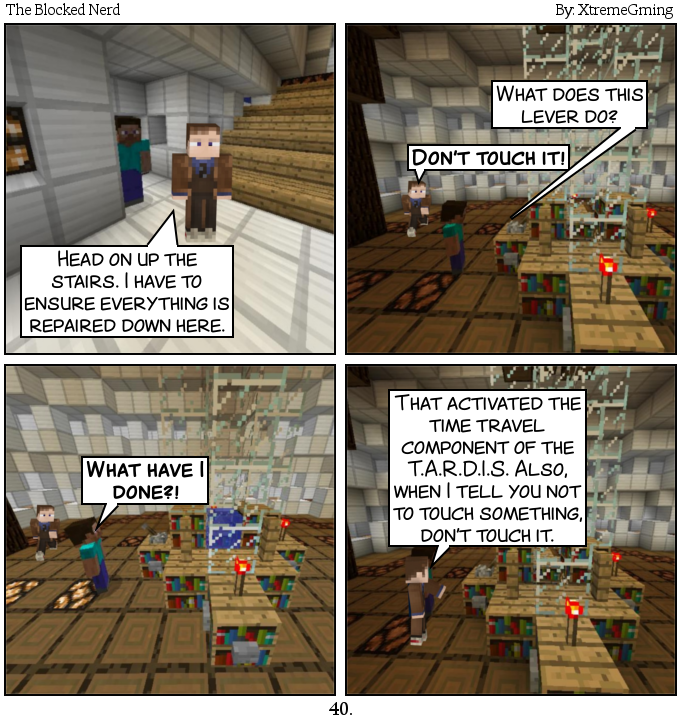 The Blocked Nerd
By: XtremeGming
Head on up the
stairs. I have to
ensure everything is
repaired down here.
What does this
lever do?
Don't touch it!
What have I
done?!
That activated the
time travel
component of the
T.A.R.D.I.S. Also,
when I tell you not
to touch something,
don't touch it.
40.